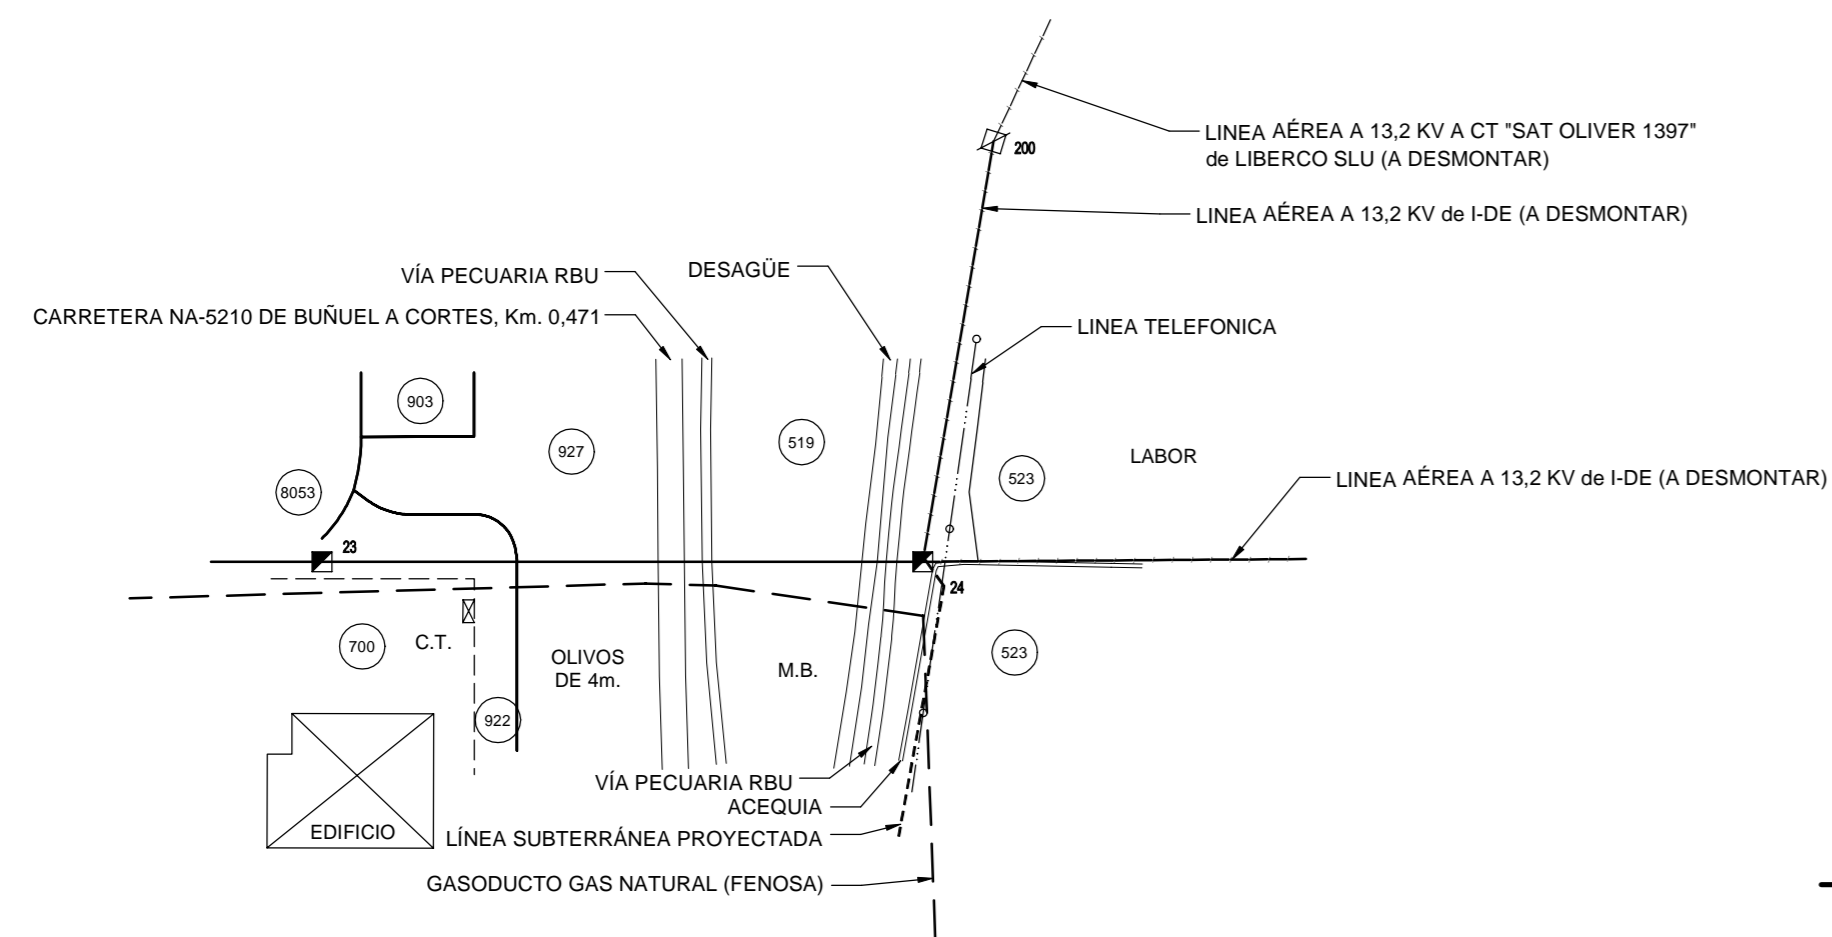 LINEA AÉREA A 13,2 KV A CT "SAT OLIVER 1397"
de LIBERCO SLU (A DESMONTAR)
200
LINEA AÉREA A 13,2 KV de I-DE (A DESMONTAR)
VÍA PECUARIA RBU
DESAGÜE
CARRETERA NA-5210 DE BUÑUEL A CORTES, Km. 0,471
LINEA TELEFONICA
903
927
519
LABOR
8053
523
LINEA AÉREA A 13,2 KV de I-DE (A DESMONTAR)
23
24
700
C.T.
OLIVOS
DE 4m.
M.B.
523
922
VÍA PECUARIA RBU
ACEQUIA
EDIFICIO
LÍNEA SUBTERRÁNEA PROYECTADA
GASODUCTO GAS NATURAL (FENOSA)